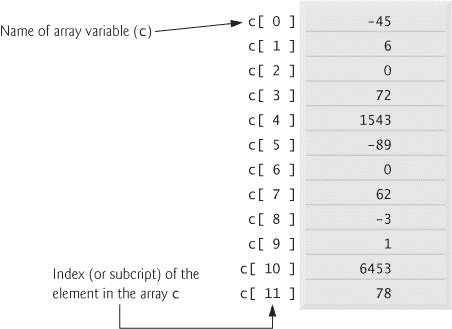 c[ 0 ] -45
Name of array variable (c)
c[ 1 ] 6
c[ 2 ] 0
c[ 3 ] 72
c[ 4 ] 1543
c[ 5 ] -89
c[ 6 ] 0
c[ 7 ] 62
c[ 8 ] -3
c[ 9 ] 1
Index (or subcript) of the
element in the array c
c[ 10 ] 6453
c[ 11 ] 78